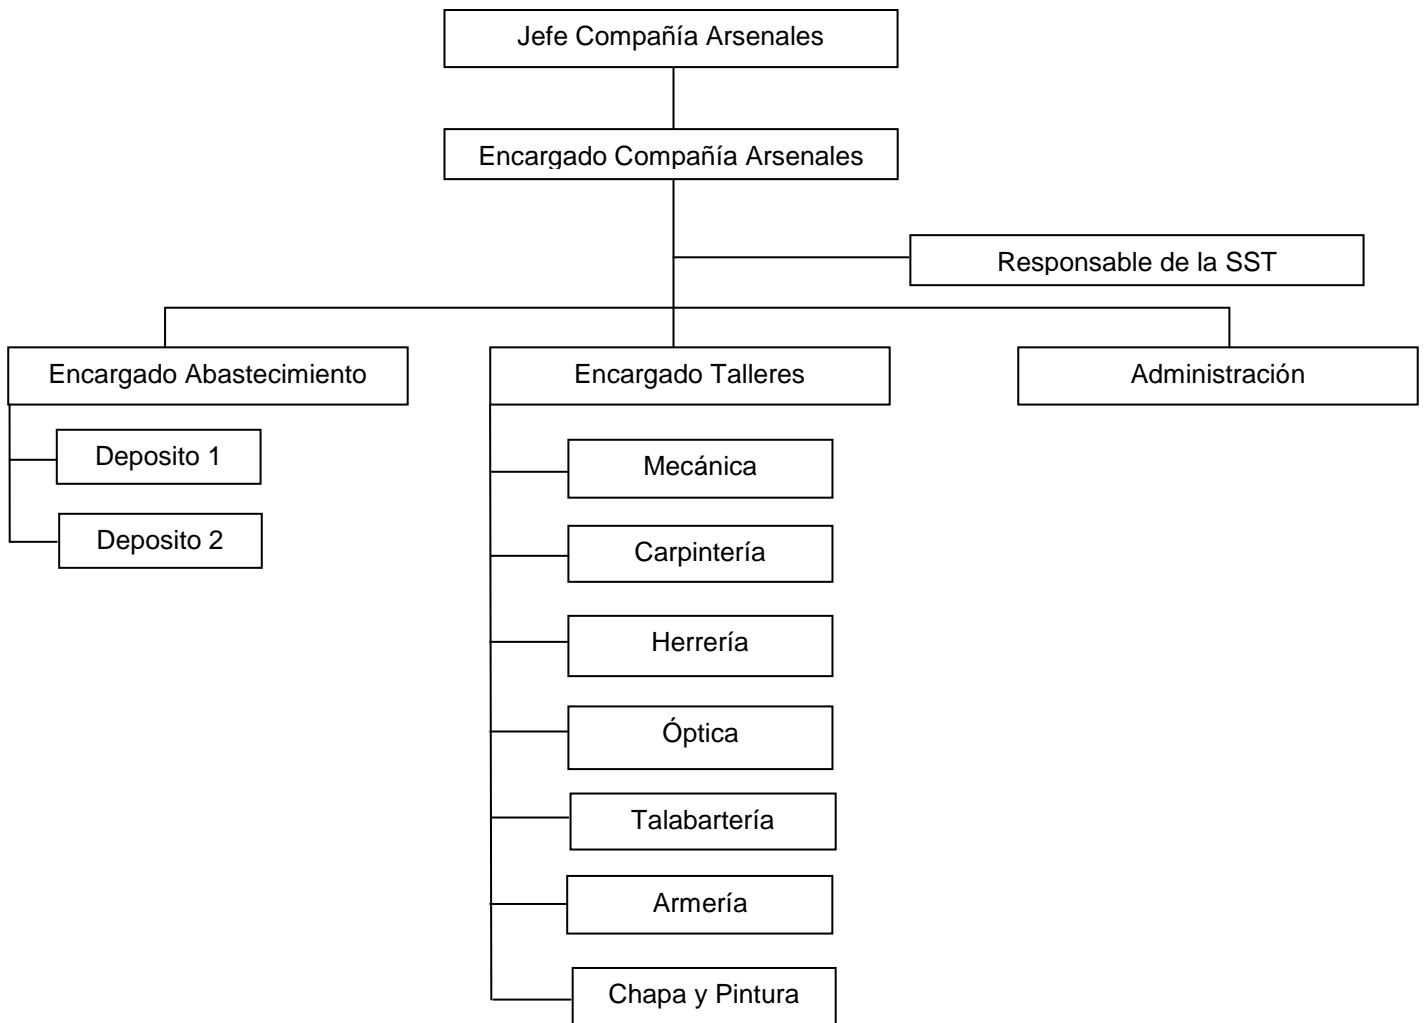 Jefe Compañía Arsenales
Encargado Compañía Arsenales
Responsable de la SST
Encargado Abastecimiento
Encargado Talleres
Administración
Deposito 1
Deposito 2
Mecánica
Carpintería
Herrería
Óptica
Talabartería
Armería
Chapa y Pintura